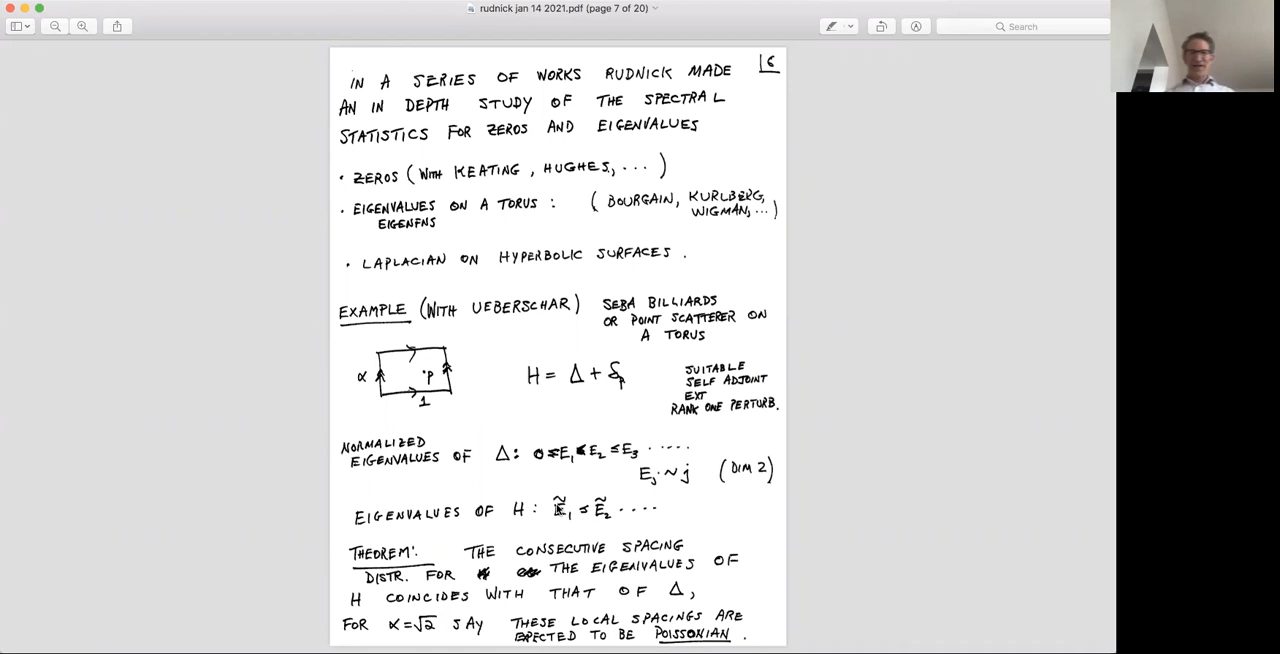 rudnick jan 14 2021.pdf (page 7 of 20)
Search
6
IN A SERIES OF WORKS RUDNICK MADE
AN IN DEPTH STUDY OF THE SPECTRAL
STATISTICS FOR ZEROS AND EIGENVALUES
· ZEROS (WITH KEATING, HUGHES, ... )
· EIGENVALUES ON A TORUS : ( BOURGAIN, KURLBERG,
EIGENFNS WIGMAN, ... )
· LAPLACIAN ON HYPERBOLIC SURFACES .
EXAMPLE (WITH UEBERSCHAR) SEBA BILLIARDS
OR POINT SCATTERER ON
A TORUS
α
·p
1
H = Δ + δp
SUITABLE
SELF ADJOINT
EXT
RANK ONE PERTURB.
NORMALIZED
EIGENVALUES OF Δ: 0 = E₁ ≤ E₂ ≤ E₃ .....
Ej ~ j (DIM 2)
EIGENVALUES OF H : Ẽ₁ ≤ Ẽ₂ ....
THEOREM: THE CONSECUTIVE SPACING
DISTR. FOR THE EIGENVALUES OF
H COINCIDES WITH THAT OF Δ,
FOR α=√2 SAY THESE LOCAL SPACINGS ARE
EPECTED TO BE POISSONIAN .